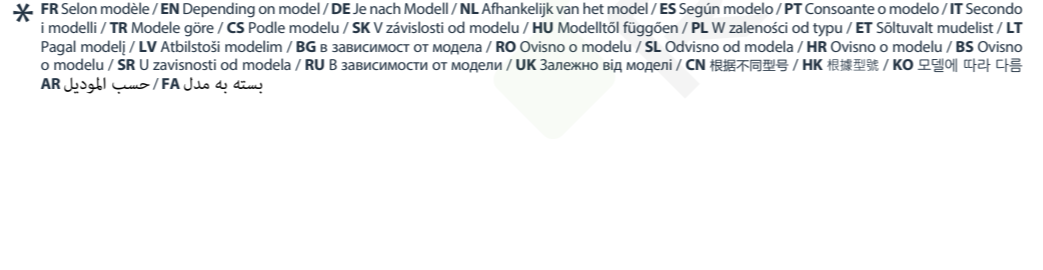 * FR Selon modèle / EN Depending on model / DE Je nach Modell / NL Afhankelijk van het model / ES Según modelo / PT Consoante o modelo / IT Secondo
i modelli / TR Modele göre / CS Podle modelu / SK V závislosti od modelu / HU Modelltől függően / PL W zaleności od typu / ET Sõltuvalt mudelist / LT
Pagal modelį / LV Atbilstoši modelim / BG в зависимост от модела / RO Ovisno o modelu / SL Odvisno od modela / HR Ovisno o modelu / BS Ovisno
o modelu / SR U zavisnosti od modela / RU В зависимости от модели / UK Залежно від моделі / CN 根据不同型号 / HK 根據型號 / KO 모델에 따라 다름
AR حسب الموديل / FA بسته به مدل